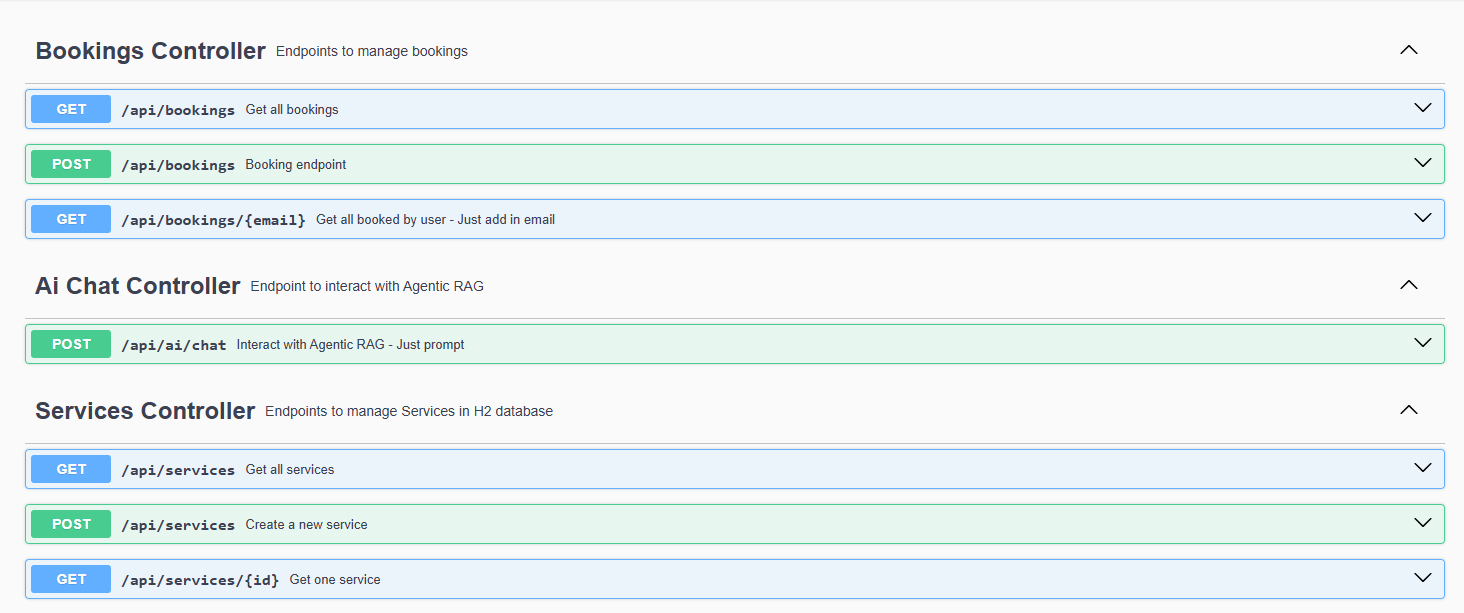 Bookings Controller Endpoints to manage bookings
GET /api/bookings Get all bookings
POST /api/bookings Booking endpoint
GET /api/bookings/{email} Get all booked by user - Just add in email
Ai Chat Controller Endpoint to interact with Agentic RAG
POST /api/ai/chat Interact with Agentic RAG - Just prompt
Services Controller Endpoints to manage Services in H2 database
GET /api/services Get all services
POST /api/services Create a new service
GET /api/services/{id} Get one service